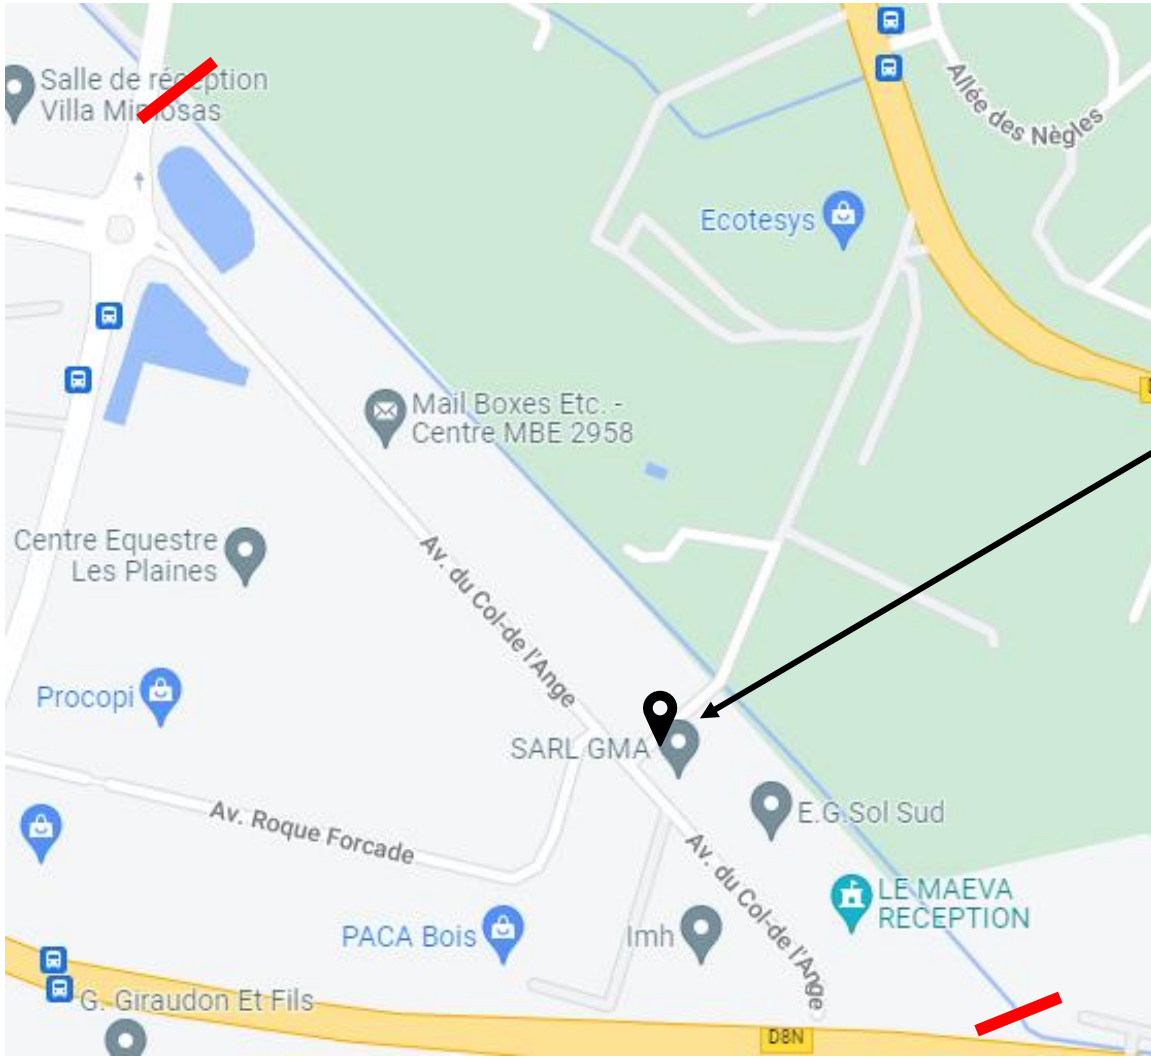 Salle de réception
Villa Mimosas
Allée des Nègles
Ecotesys
Mail Boxes Etc. -
Centre MBE 2958
Centre Equestre
Les Plaines
Av. du Col-de l'Ange
Procopi
SARL GMA
Av. Roque Forcade
E.G.Sol Sud
Av. du Col-de l'Ange
LE MAEVA
RECEPTION
PACA Bois
Imh
G. Giraudon Et Fils
D8N